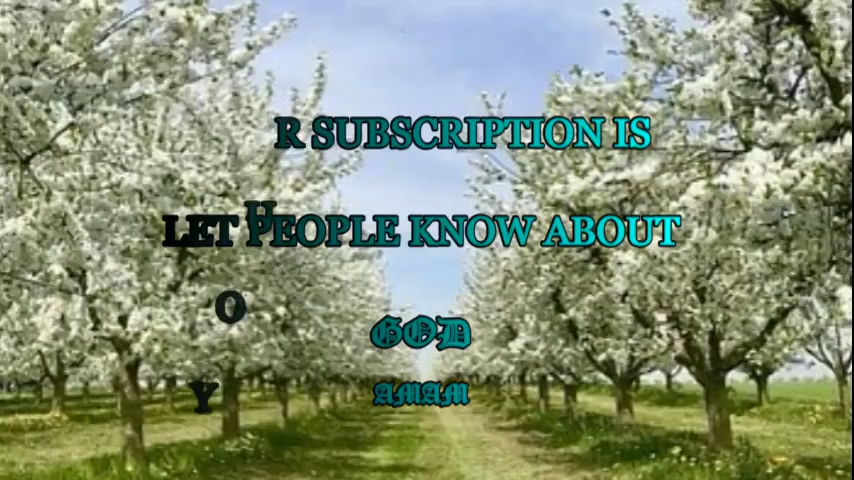 R SUBSCRIPTION IS
U
LET PEOPLE KNOW ABOUT
O
GOD
Y
AMAM